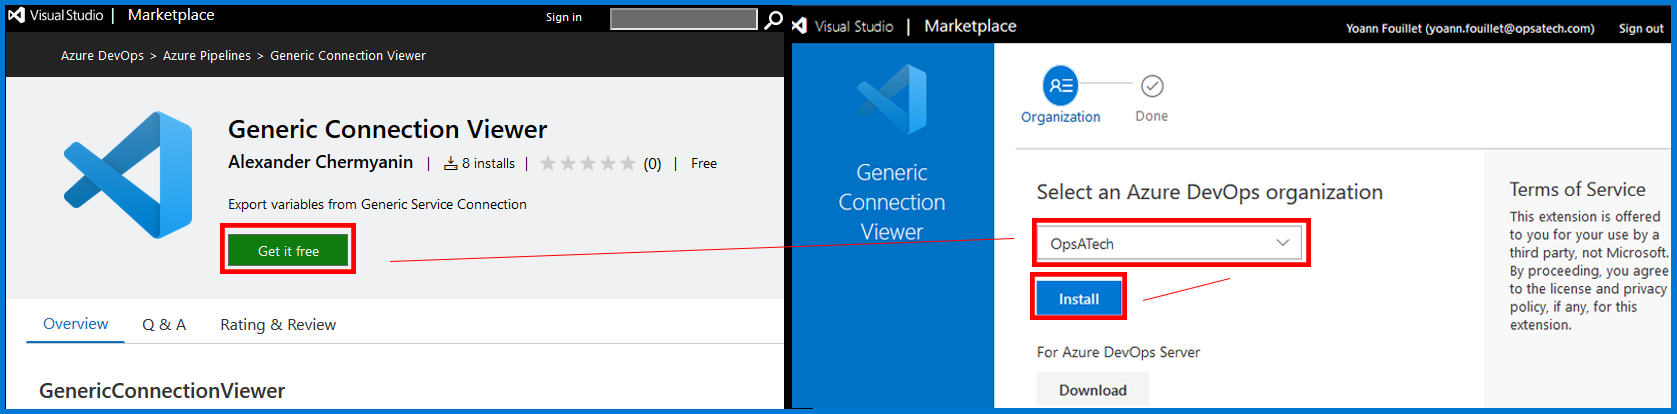 Visual Studio | Marketplace
Sign in
Azure DevOps > Azure Pipelines > Generic Connection Viewer
Generic Connection Viewer
Alexander Chermyanin | 8 installs | (0) | Free
Export variables from Generic Service Connection
Get it free
Overview Q & A Rating & Review
GenericConnectionViewer
Visual Studio | Marketplace
Yoann Fouillet (yoann.fouillet@opsatech.com) Sign out
Generic
Connection
Viewer
Organization Done
Select an Azure DevOps organization
OpsATech
Install
For Azure DevOps Server
Download
Terms of Service
This extension is offered
to you for your use by a
third party, not Microsoft.
By proceeding, you agree
to the license and privacy
policy, if any, for this
extension.